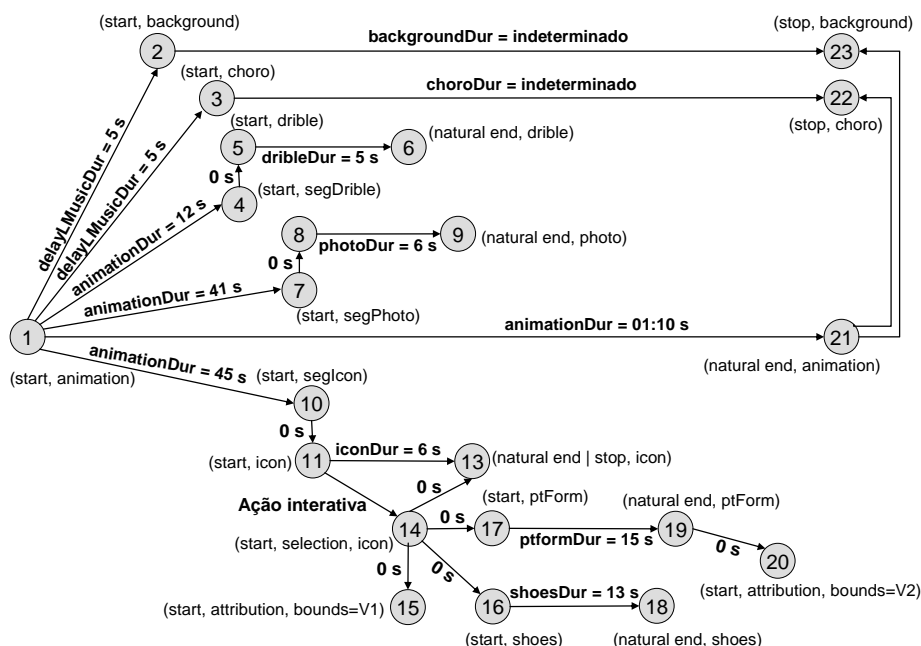 (start, background)
(stop, background)
2
backgroundDur = indeterminado
23
(start, choro)
choroDur = indeterminado
3
22
(start, drible)
(stop, choro)
(natural end, drible)
5
dribleDur = 5 s
6
0 s
(start, segDrible)
4
delayLMusicDur = 5 s
delayLMusicDur = 5 s
animationDur = 12 s
8
photoDur = 6 s
9
(natural end, photo)
0 s
animationDur = 41 s
7
(start, segPhoto)
1
animationDur = 01:10 s
21
(start, animation)
animationDur = 45 s
(natural end, animation)
(start, segIcon)
10
0 s
(start, icon)
11
iconDur = 6 s
13
(natural end | stop, icon)
Ação interativa
0 s
(start, ptForm)
(natural end, ptForm)
14
0 s
17
ptformDur = 15 s
19
(start, selection, icon)
0 s
0 s
0 s
20
(start, attribution, bounds=V1)
15
16
shoesDur = 13 s
18
(start, attribution, bounds=V2)
(start, shoes)
(natural end, shoes)